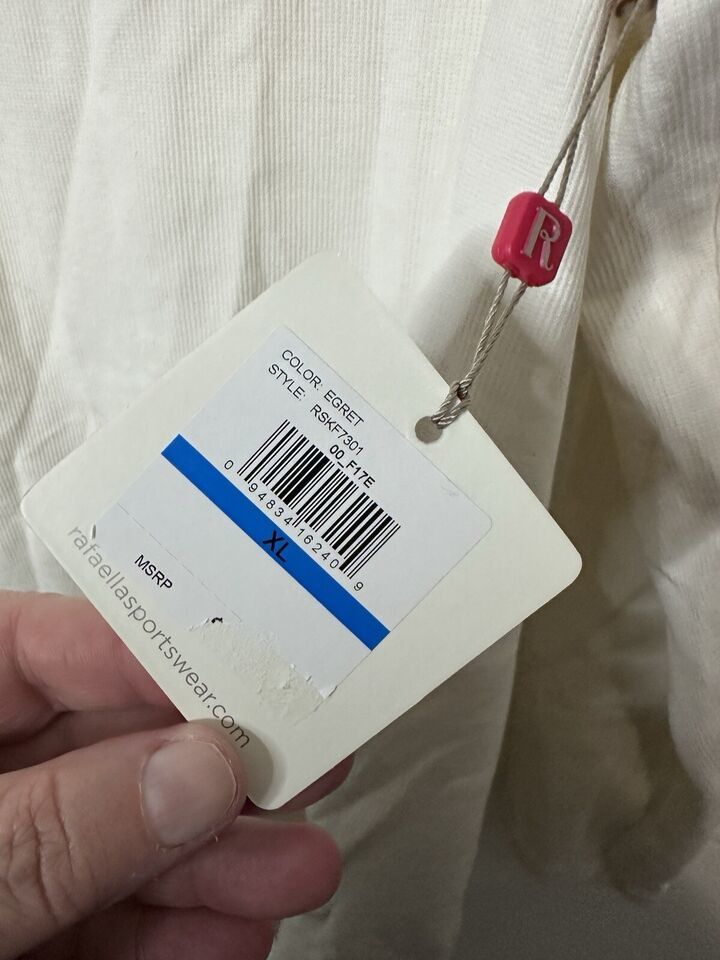 R
COLOR: EGRET
STYLE: RSKF7301
00_F17E
0 94834 16240 9
XL
MSRP
rafaellasportswear.com